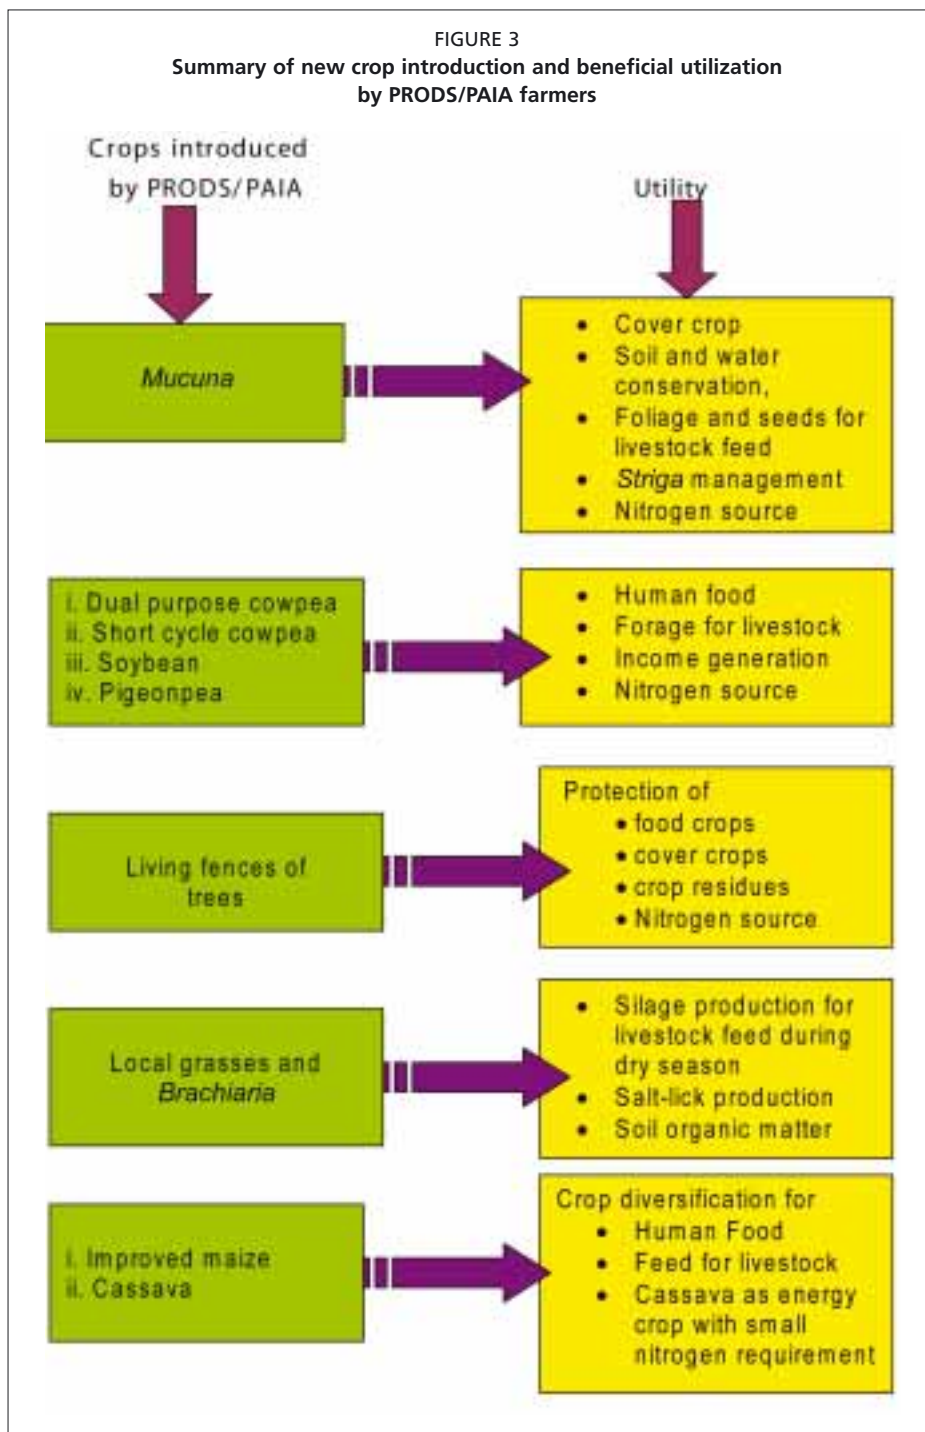 FIGURE 3
Summary of new crop introduction and beneficial utilization
by PRODS/PAIA farmers
Crops introduced
by PRODS/PAIA
Utility
Mucuna
• Cover crop
• Soil and water
conservation,
• Foliage and seeds for
livestock feed
• Striga management
• Nitrogen source
i. Dual purpose cowpea
ii. Short cycle cowpea
iii. Soybean
iv. Pigeonpea
• Human food
• Forage for livestock
• Income generation
• Nitrogen source
Living fences of
trees
Protection of
• food crops
• cover crops
• crop residues
• Nitrogen source
Local grasses and
Brachiaria
• Silage production for
livestock feed during
dry season
• Salt-lick production
• Soil organic matter
i. Improved maize
ii. Cassava
Crop diversification for
• Human Food
• Feed for livestock
• Cassava as energy
crop with small
nitrogen requirement